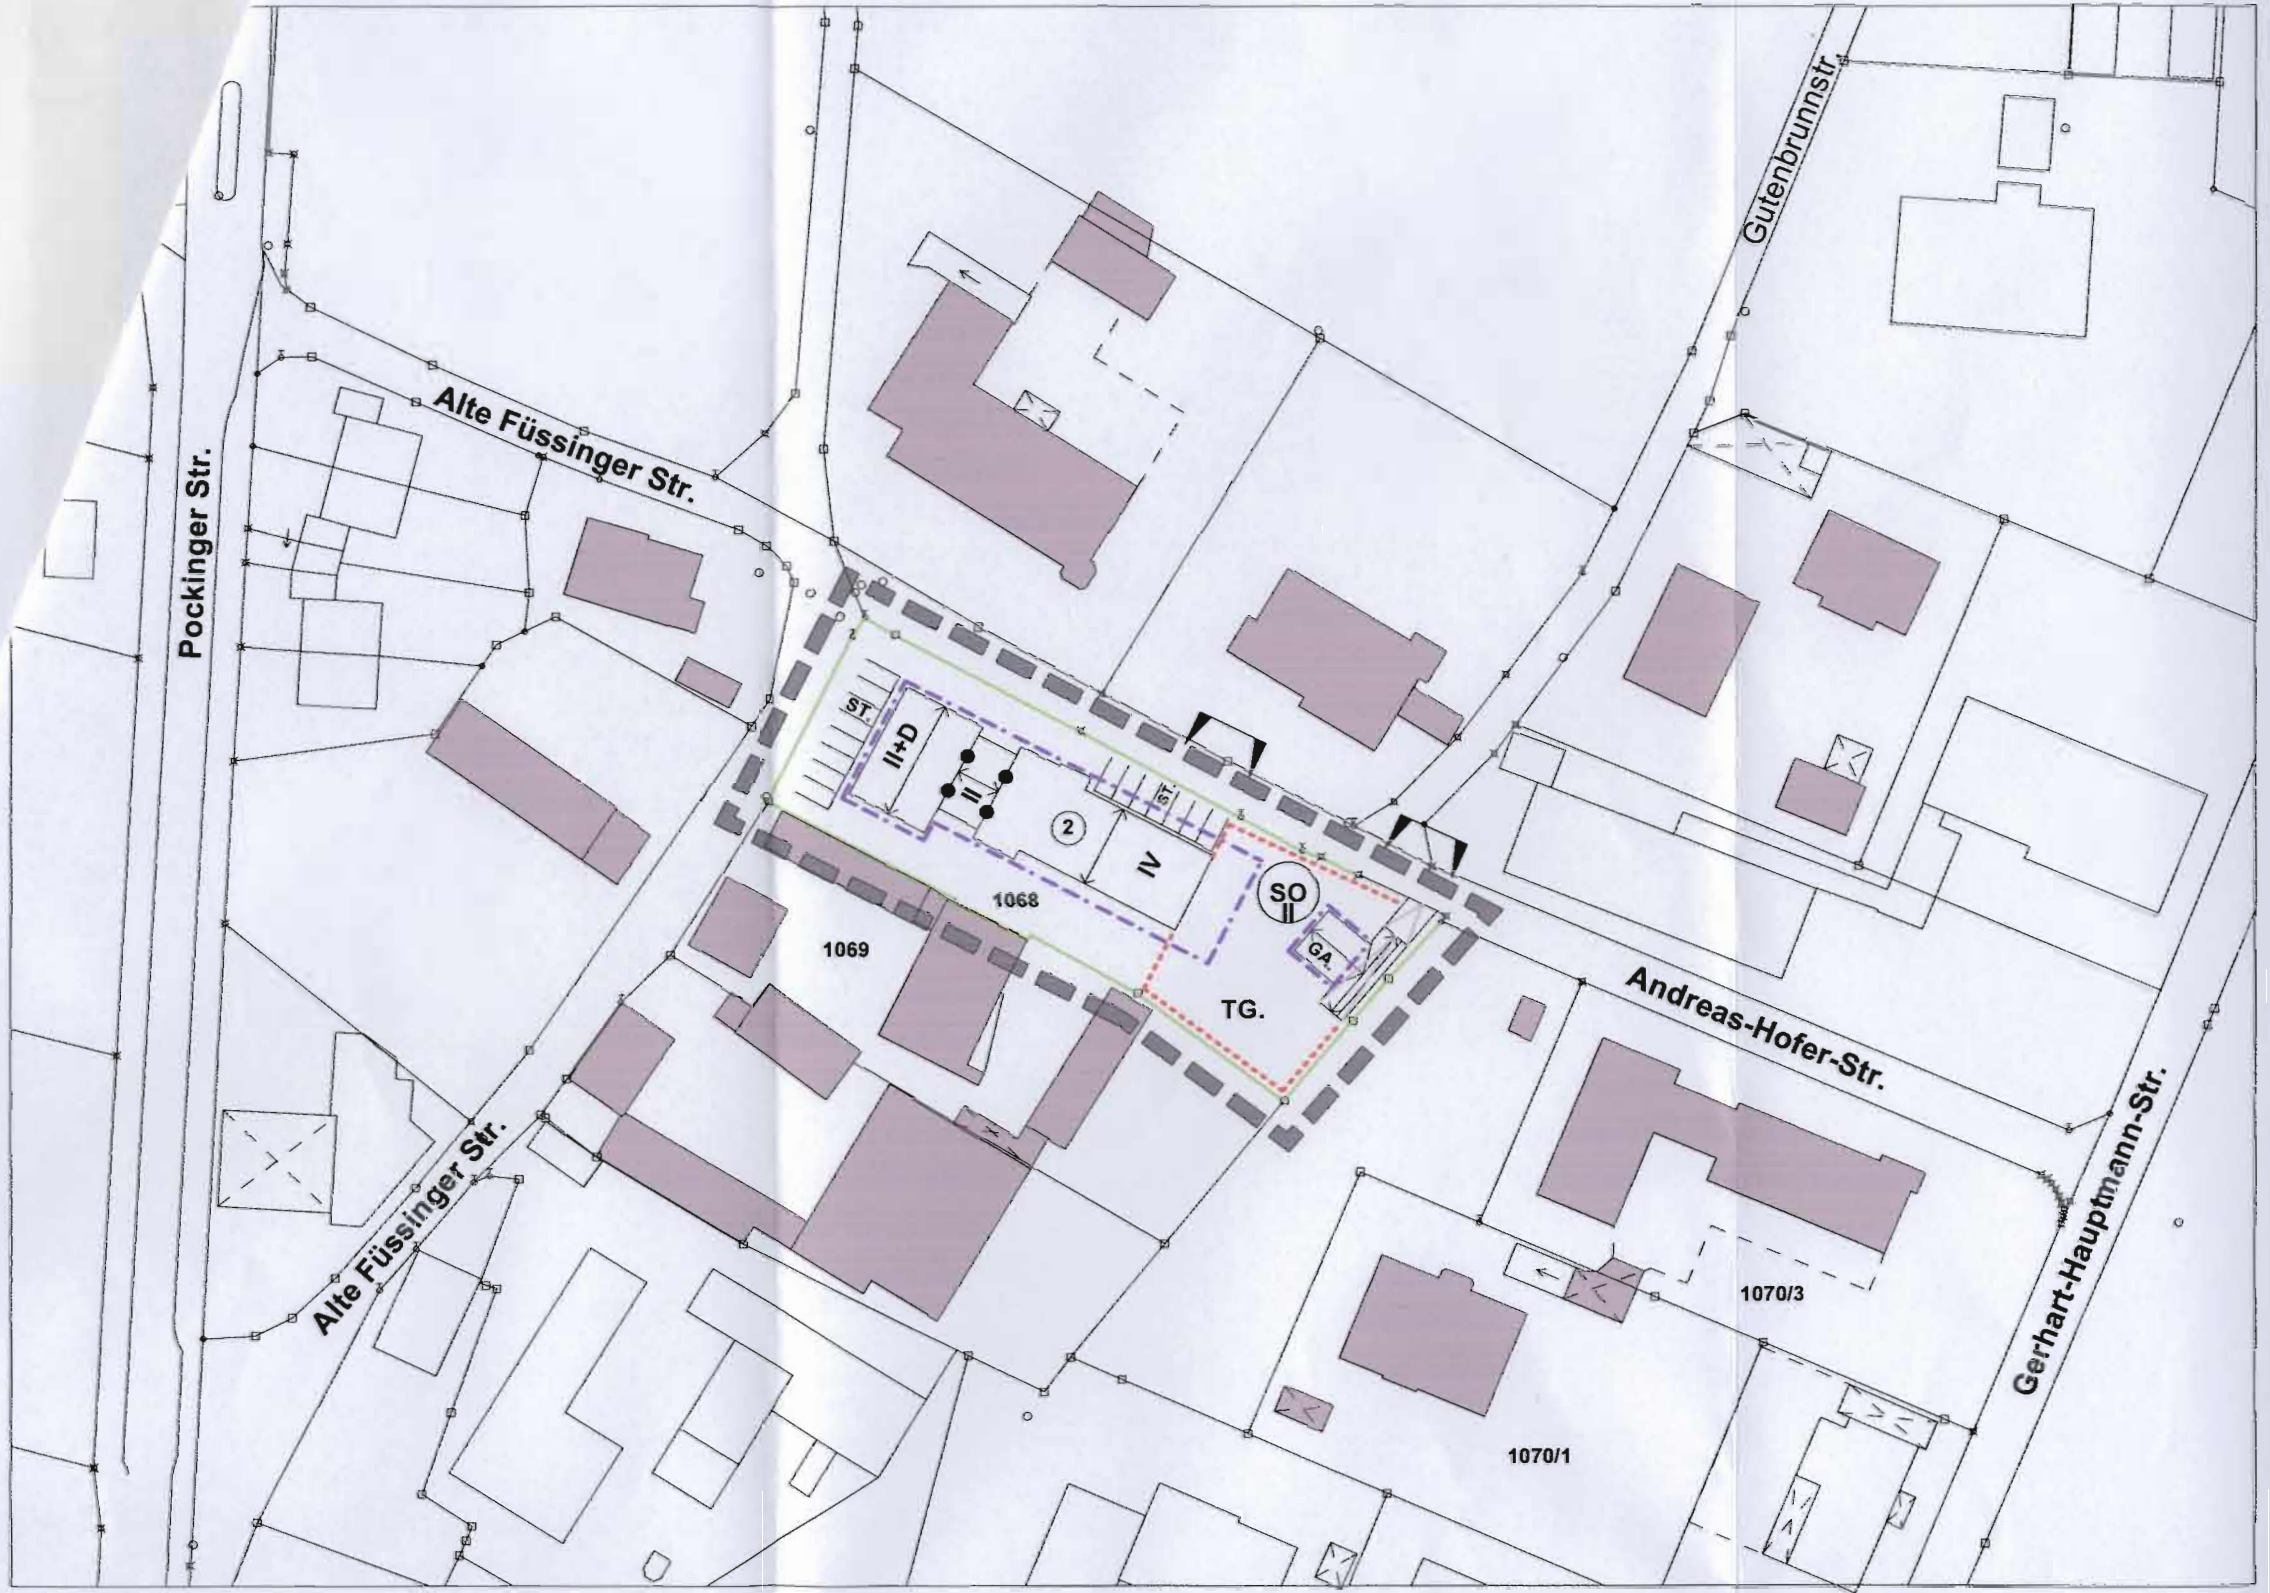 Gutenbrunnstr.
Alte Füssinger Str.
Pockinger Str.
ST.
II+D
II
ST.
2
IV
SO
II
1068
GA.
1069
TG.
Andreas-Hofer-Str.
Alte Füssinger Str.
Gerhart-Hauptmann-Str.
1070/3
1070/1